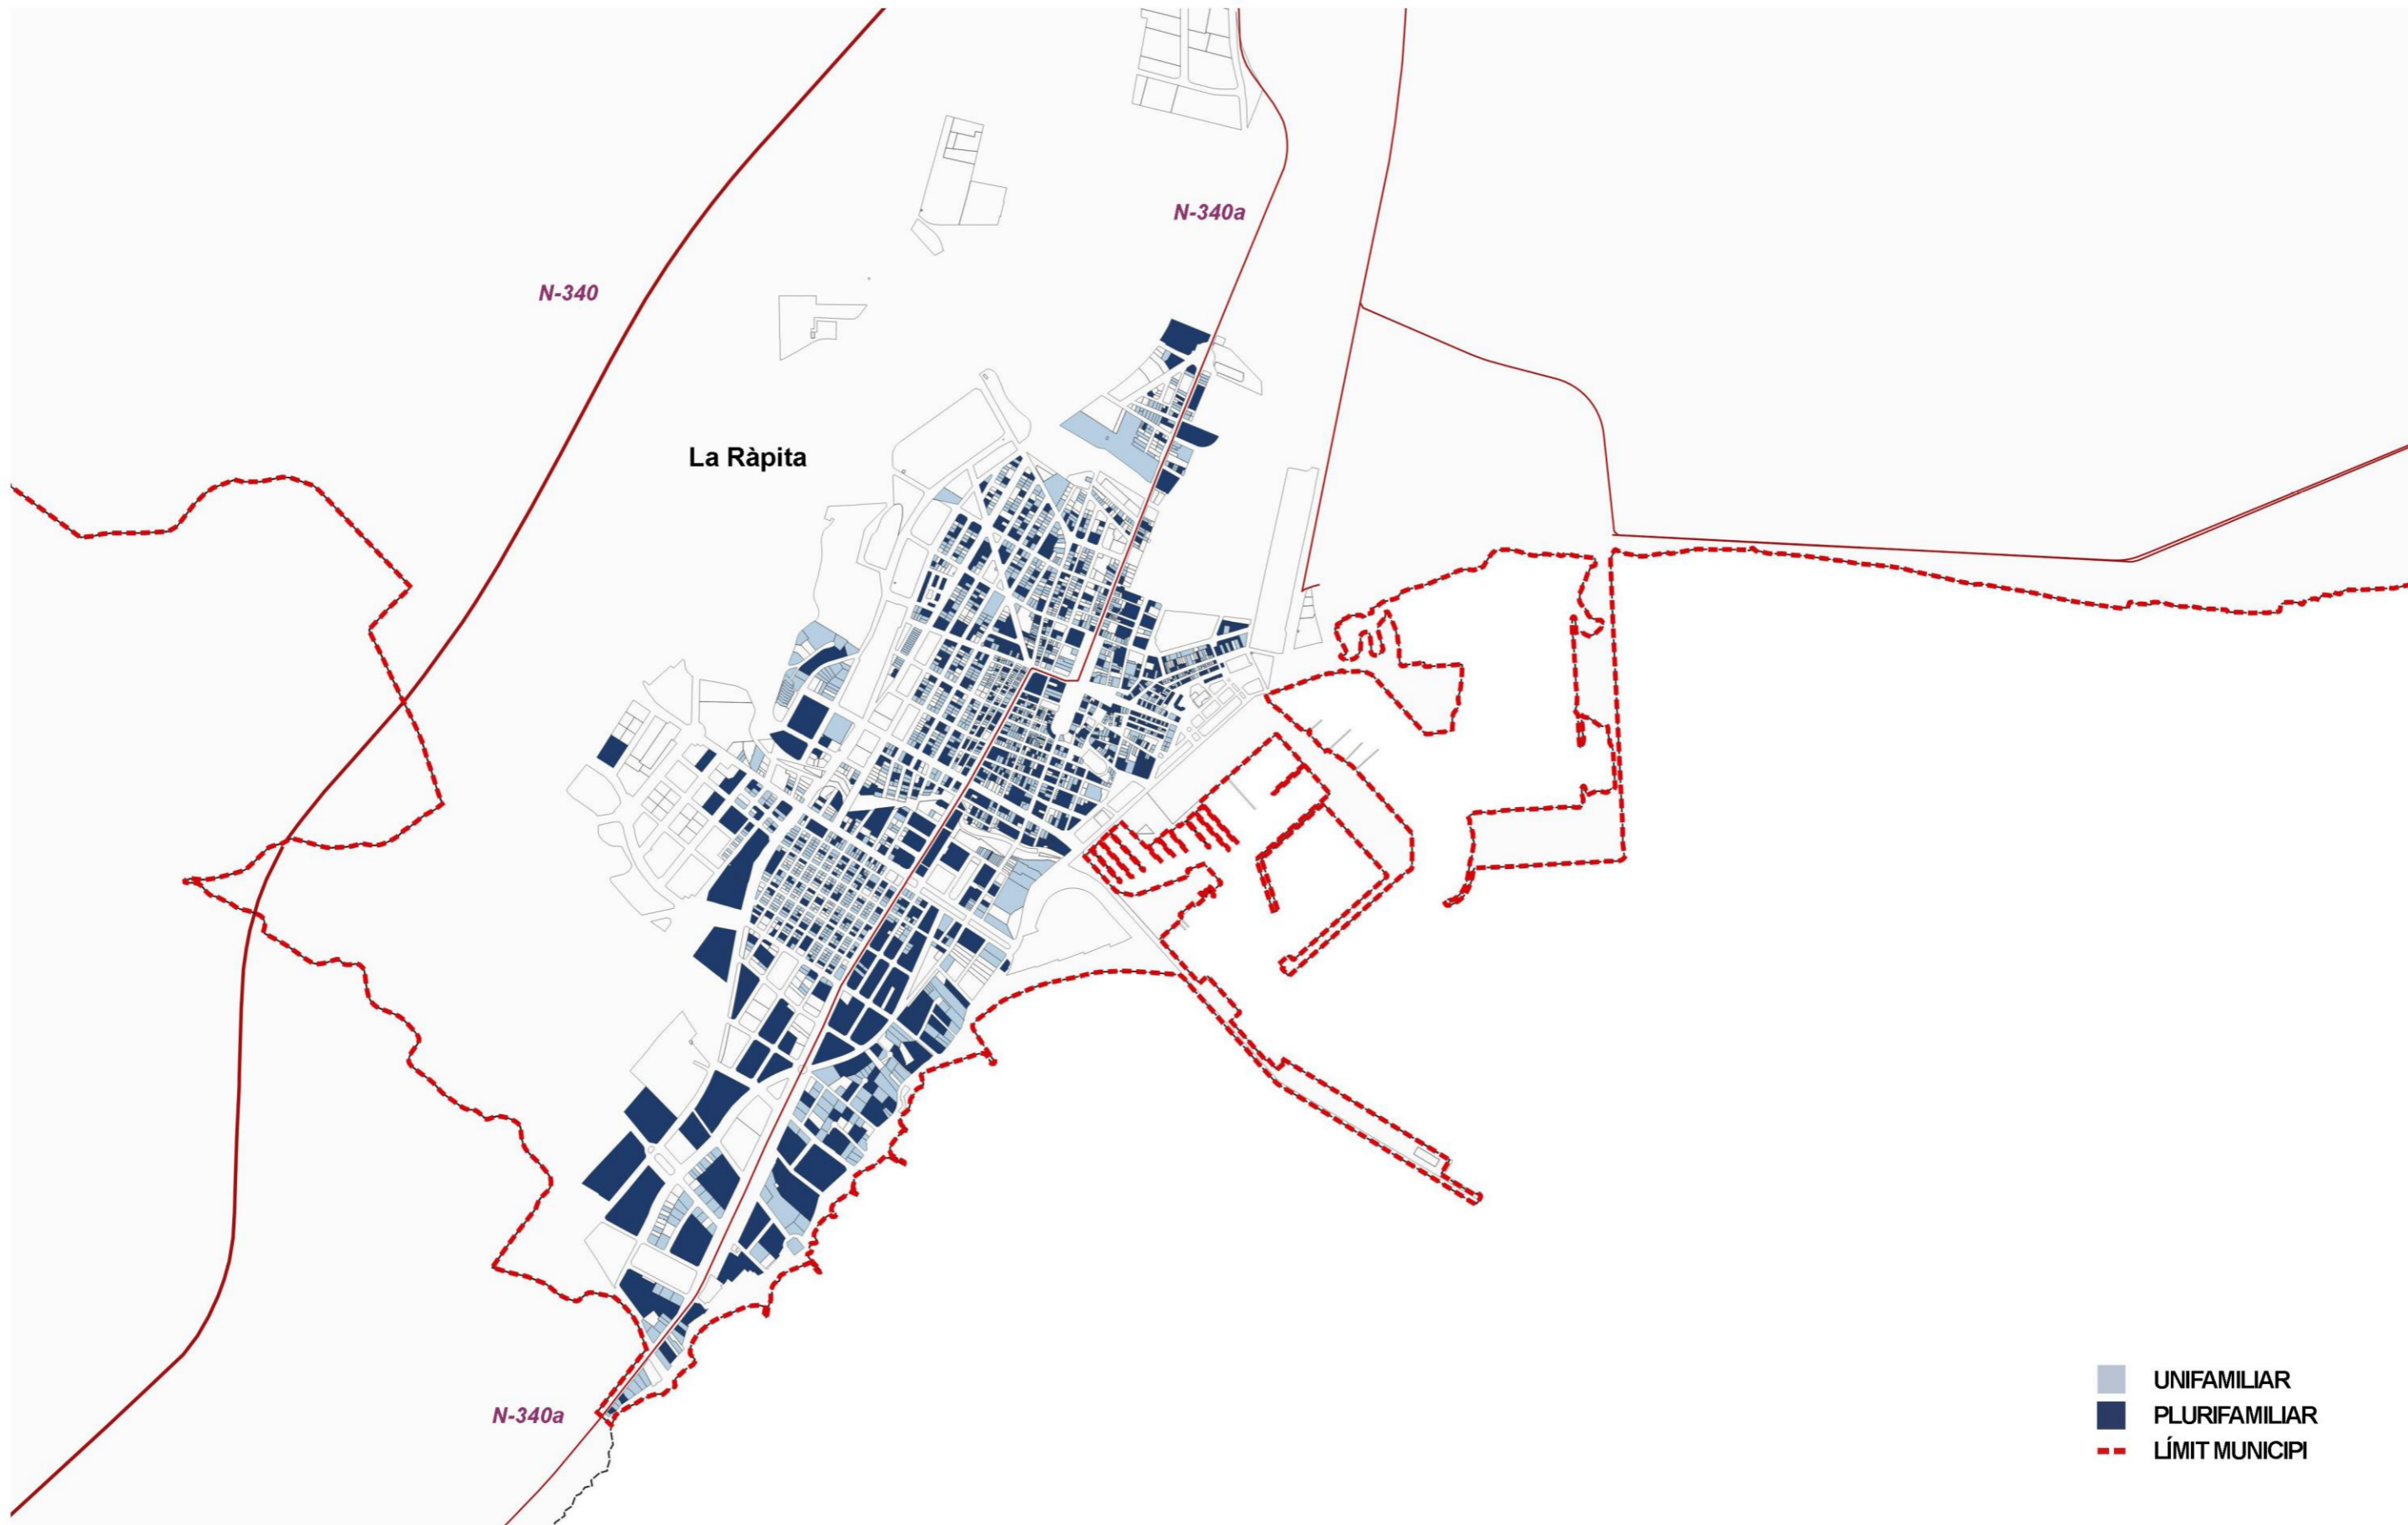 N-340a
N-340
La Ràpita
N-340a
UNIFAMILIAR
PLURIFAMILIAR
LÍMIT MUNICIPI